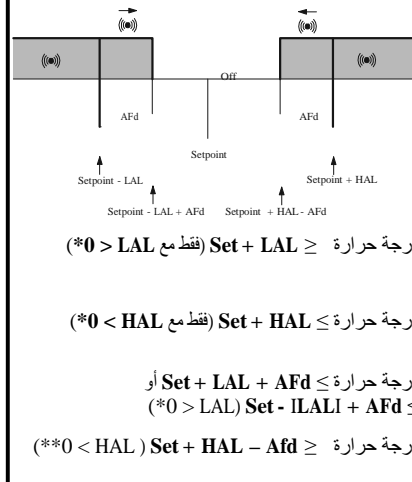 Off
AFd AFd
Setpoint
Setpoint - LAL Setpoint + HAL
Setpoint - LAL + AFd Setpoint + HAL - AFd
رجة حرارة ≤ Set + LAL (فقط مع LAL < 0*)
رجة حرارة ≥ Set + HAL (فقط مع HAL > 0*)
رجة حرارة ≥ Set + LAL + AFd أو
≥ Set - ILALI + AFd (LAL < 0*)
رجة حرارة ≤ Set + HAL – Afd ( HAL > 0**)